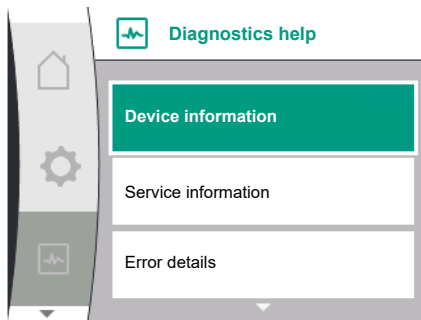 Diagnostics help
Device information
Service information
Error details